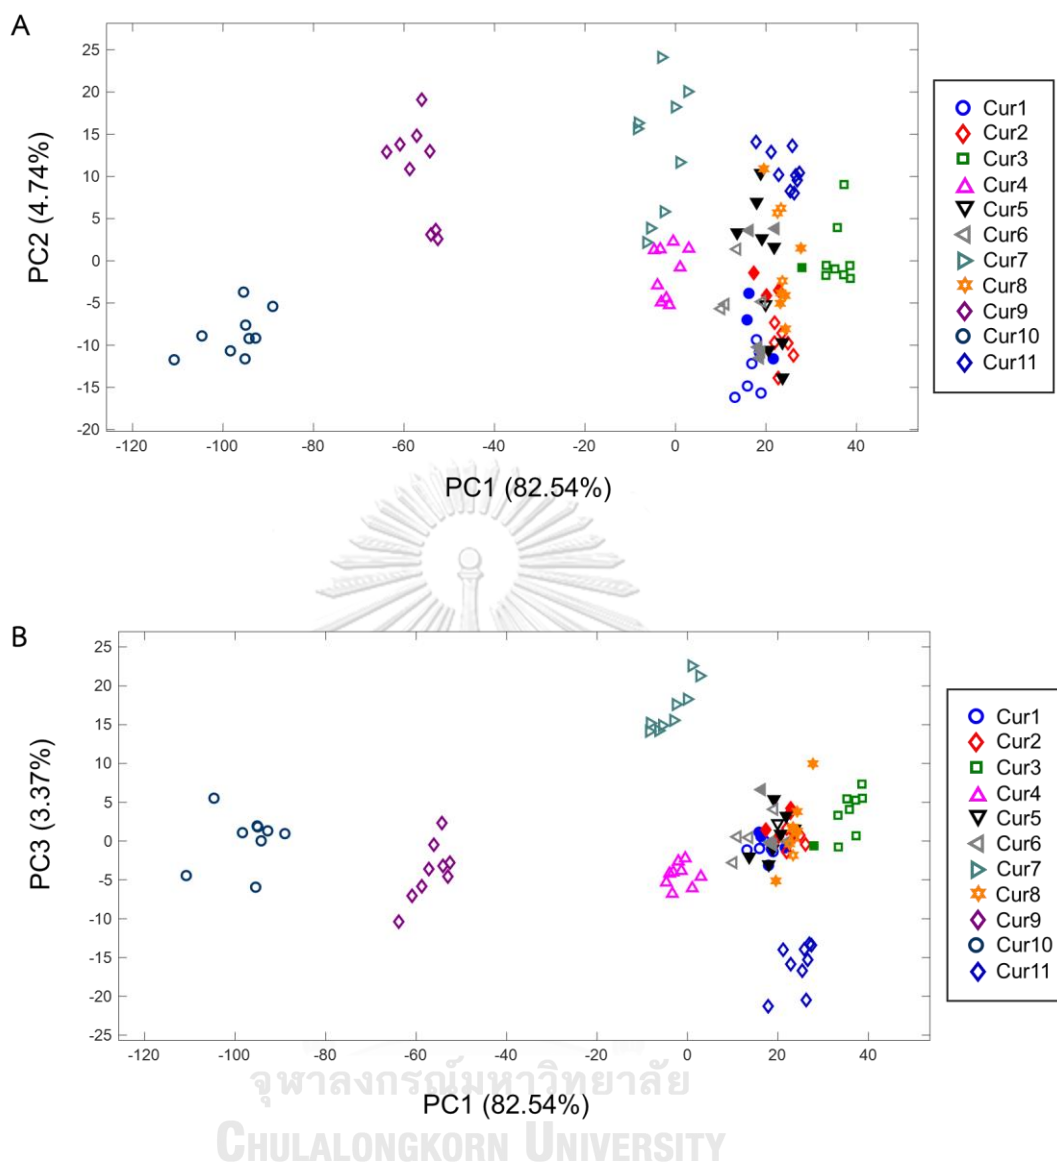 A
PC2 (4.74%)
25
20
15
10
5
0
-5
-10
-15
-20
-120 -100 -80 -60 -40 -20 0 20 40
PC1 (82.54%)
Cur1
Cur2
Cur3
Cur4
Cur5
Cur6
Cur7
Cur8
Cur9
Cur10
Cur11
B
PC3 (3.37%)
25
20
15
10
5
0
-5
-10
-15
-20
-25
-120 -100 -80 -60 -40 -20 0 20 40
PC1 (82.54%)
Cur1
Cur2
Cur3
Cur4
Cur5
Cur6
Cur7
Cur8
Cur9
Cur10
Cur11
จุฬาลงกรณ์มหาวิทยาลัย
CHULALONGKORN UNIVERSITY